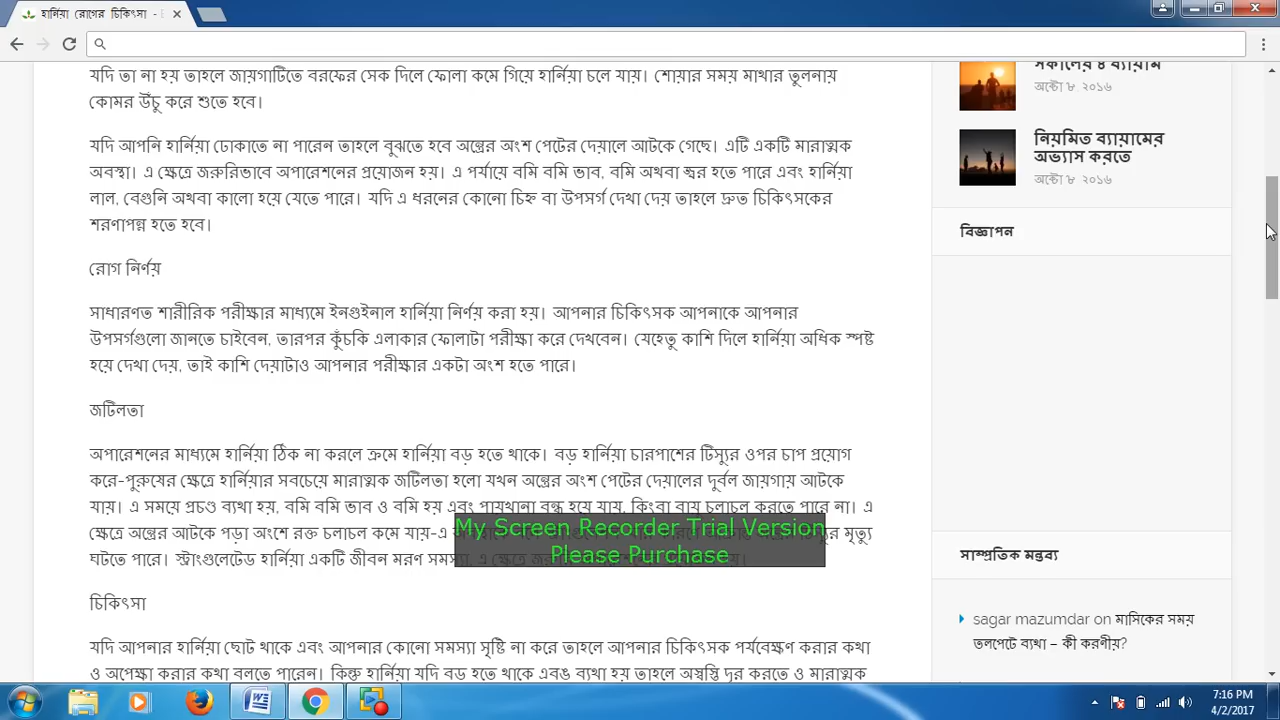 হার্নিয়া রোগের চিকিৎসা - E
সকালের ৪ ব্যায়াম
অক্টো ৮ ২০১৬
নিয়মিত ব্যায়ামের
অভ্যাস করতে
অক্টো ৮ ২০১৬
বিজ্ঞাপন
যদি তা না হয় তাহলে জায়গাটিতে বরফের সেক দিলে ফোলা কমে গিয়ে হার্নিয়া চলে যায়। শোয়ার সময় মাথার তুলনায়
কোমর উঁচু করে শুতে হবে।
যদি আপনি হার্নিয়া ঢোকাতে না পারেন তাহলে বুঝতে হবে অন্ত্রের অংশ পেটের দেয়ালে আটকে গেছে। এটি একটি মারাত্মক
অবস্থা। এ ক্ষেত্রে জরুরিভাবে অপারেশনের প্রয়োজন হয়। এ পর্যায়ে বমি বমি ভাব, বমি অথবা জ্বর হতে পারে এবং হার্নিয়া
লাল, বেগুনি অথবা কালো হয়ে যেতে পারে। যদি এ ধরনের কোনো চিহ্ন বা উপসর্গ দেখা দেয় তাহলে দ্রুত চিকিৎসকের
শরণাপন্ন হতে হবে।
রোগ নির্ণয়
সাধারণত শারীরিক পরীক্ষার মাধ্যমে ইনগুইনাল হার্নিয়া নির্ণয় করা হয়। আপনার চিকিৎসক আপনাকে আপনার
উপসর্গগুলো জানতে চাইবেন, তারপর কুঁচকি এলাকার ফোলাটা পরীক্ষা করে দেখবেন। যেহেতু কাশি দিলে হার্নিয়া অধিক স্পষ্ট
হয়ে দেখা দেয়, তাই কাশি দেয়াটাও আপনার পরীক্ষার একটা অংশ হতে পারে।
জটিলতা
অপারেশনের মাধ্যমে হার্নিয়া ঠিক না করলে ক্রমে হার্নিয়া বড় হতে থাকে। বড় হার্নিয়া চারপাশের টিস্যুর ওপর চাপ প্রয়োগ
করে-পুরুষের ক্ষেত্রে হার্নিয়ার সবচেয়ে মারাত্মক জটিলতা হলো যখন অন্ত্রের অংশ পেটের দেয়ালের দুর্বল জায়গায় আটকে
যায়। এ সময়ে প্রচণ্ড ব্যথা হয়, বমি বমি ভাব ও বমি হয় এবং পায়খানা বন্ধ হয়ে যায়, কিংবা বায়ু চলাচল করতে পারে না। এ
ক্ষেত্রে অন্ত্রের আটকে পড়া অংশে রক্ত চলাচল কমে যায়-এ মৃত্যু
ঘটতে পারে। স্ট্রাংগুলেটেড হার্নিয়া একটি জীবন মরণ সমস্যা, এ ক্ষেত্রে
My Screen Recorder Trial Version
Please Purchase
চিকিৎসা
যদি আপনার হার্নিয়া ছোট থাকে এবং আপনার কোনো সমস্যা সৃষ্টি না করে তাহলে আপনার চিকিৎসক পর্যবেক্ষণ করার কথা
ও অপেক্ষা করার কথা বলতে পারেন। কিন্তু হার্নিয়া যদি বড় হতে থাকে এবঙ ব্যথা হয় তাহলে অস্বস্তি দূর করতে ও মারাত্মক
সাম্প্রতিক মন্তব্য
sagar mazumdar on মাসিকের সময়
তলপেটে ব্যথা – কী করণীয়?
7:16 PM
4/2/2017